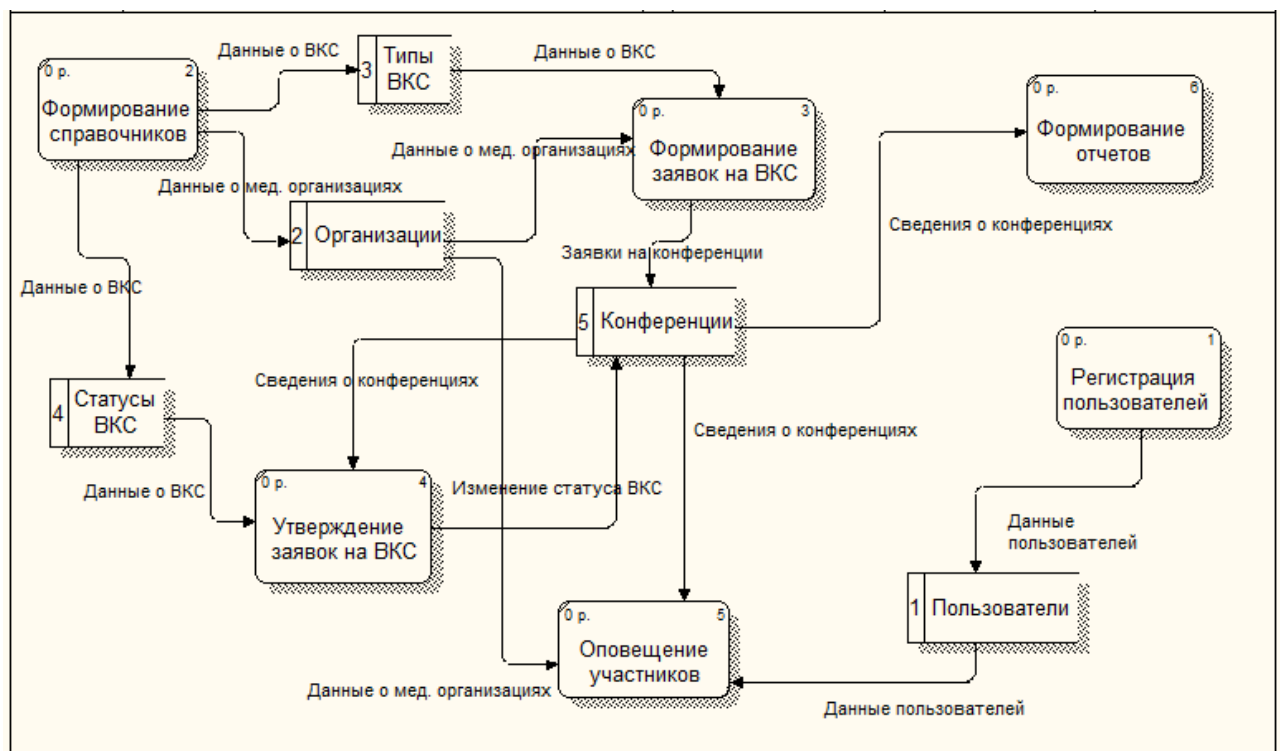 Данные о ВКС
3
Типы
ВКС
Данные о ВКС
0 р.
2
Формирование
справочников
0 р.
3
Формирование
заявок на ВКС
0 р.
6
Формирование
отчетов
Данные о мед. организациях
Данные о мед. организациях
2
Организации
Сведения о конференциях
Заявки на конференции
Данные о ВКС
5
Конференции
0 р.
1
Регистрация
пользователей
Сведения о конференциях
4
Статусы
ВКС
Сведения о конференциях
Данные о ВКС
0 р.
4
Утверждение
заявок на ВКС
Изменение статуса ВКС
Данные
пользователей
1
Пользователи
0 р.
5
Оповещение
участников
Данные о мед. организациях
Данные пользователей